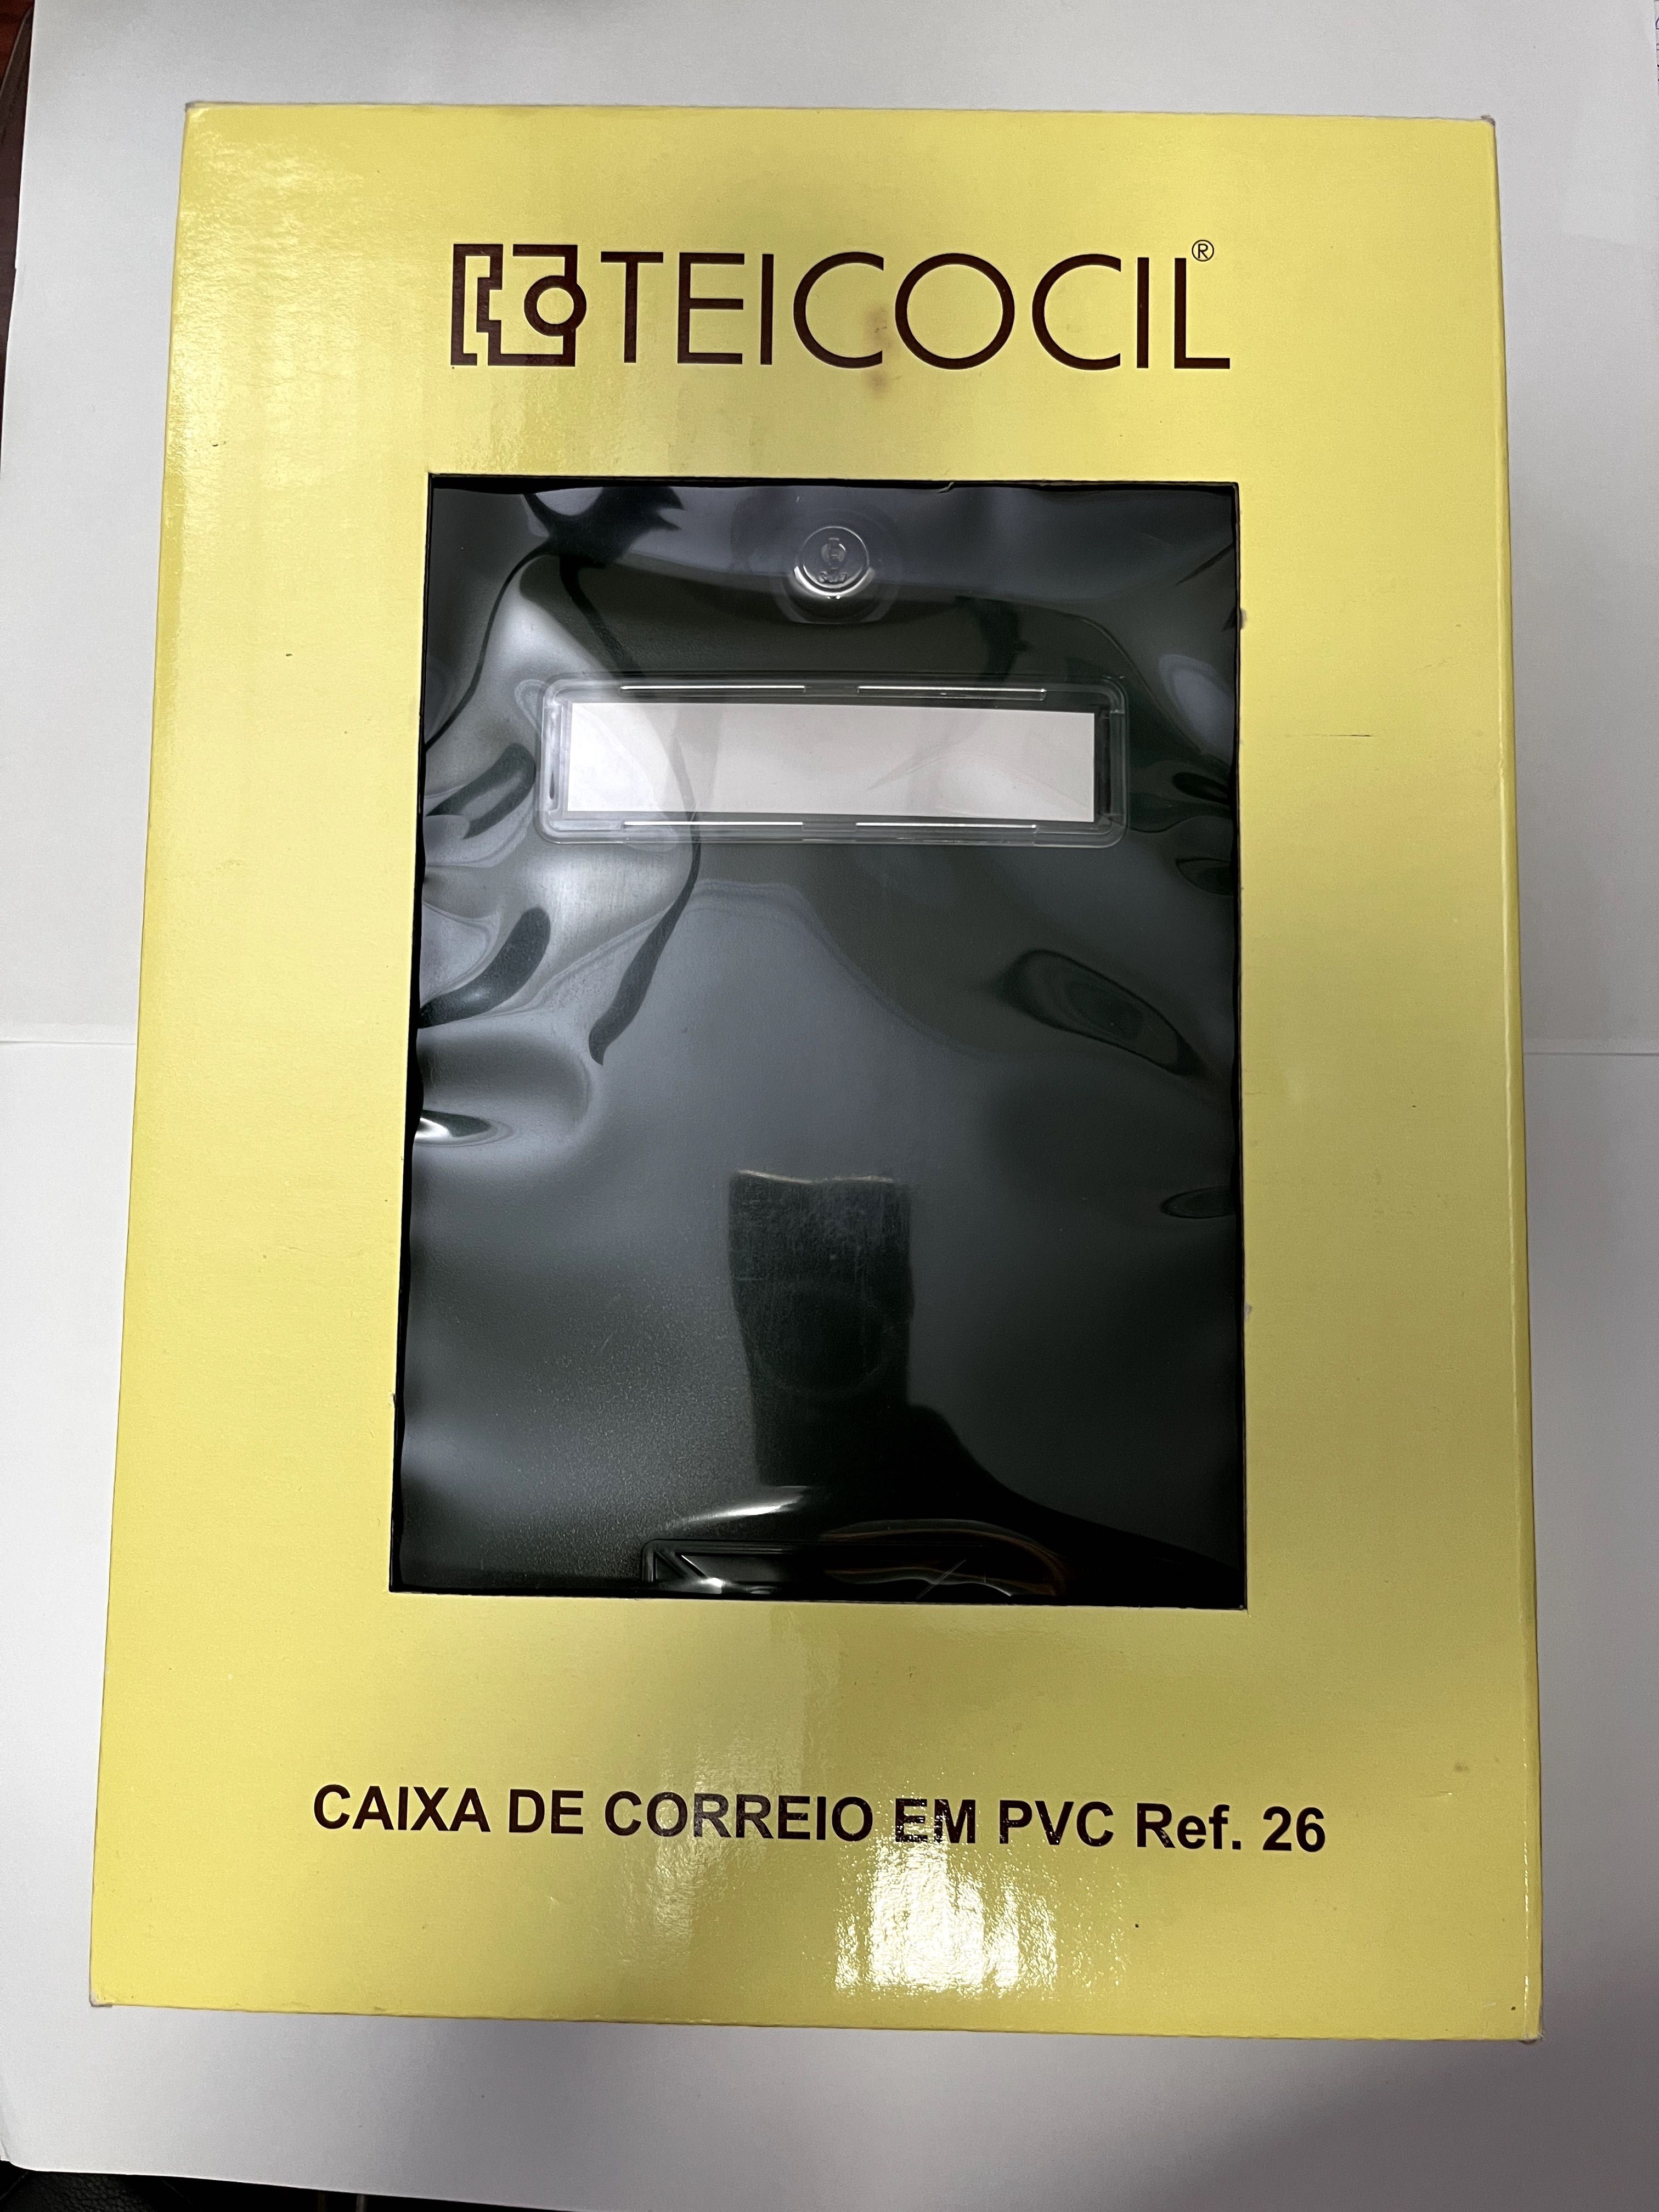 TEICOCIL®
CAIXA DE CORREIO EM PVC Ref. 26